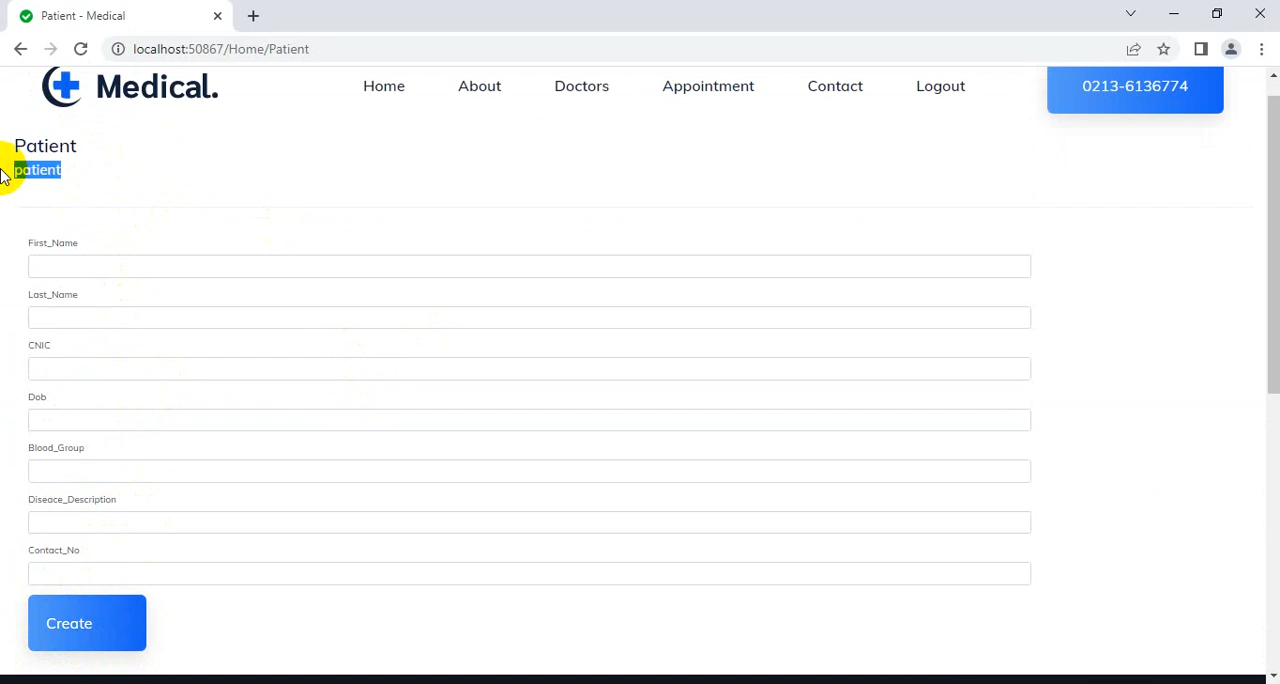 Patient - Medical
localhost:50867/Home/Patient
Medical. Home About Doctors Appointment Contact Logout 0213-6136774
Patient
patient
First_Name
Last_Name
CNIC
Dob
Blood_Group
Diseace_Description
Contact_No
Create